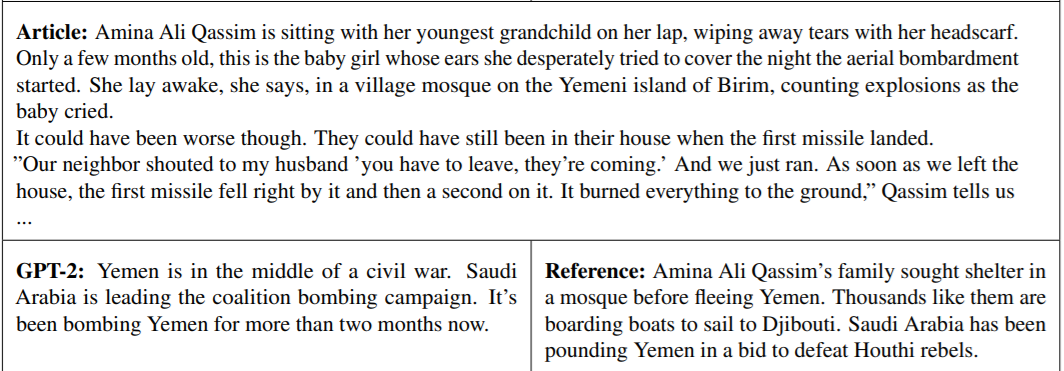 Article: Amina Ali Qassim is sitting with her youngest grandchild on her lap, wiping away tears with her headscarf.
Only a few months old, this is the baby girl whose ears she desperately tried to cover the night the aerial bombardment
started. She lay awake, she says, in a village mosque on the Yemeni island of Birim, counting explosions as the
baby cried.
It could have been worse though. They could have still been in their house when the first missile landed.
”Our neighbor shouted to my husband ’you have to leave, they’re coming.’ And we just ran. As soon as we left the
house, the first missile fell right by it and then a second on it. It burned everything to the ground,” Qassim tells us
...
GPT-2: Yemen is in the middle of a civil war. Saudi
Arabia is leading the coalition bombing campaign. It’s
been bombing Yemen for more than two months now.
Reference: Amina Ali Qassim’s family sought shelter in
a mosque before fleeing Yemen. Thousands like them are
boarding boats to sail to Djibouti. Saudi Arabia has been
pounding Yemen in a bid to defeat Houthi rebels.